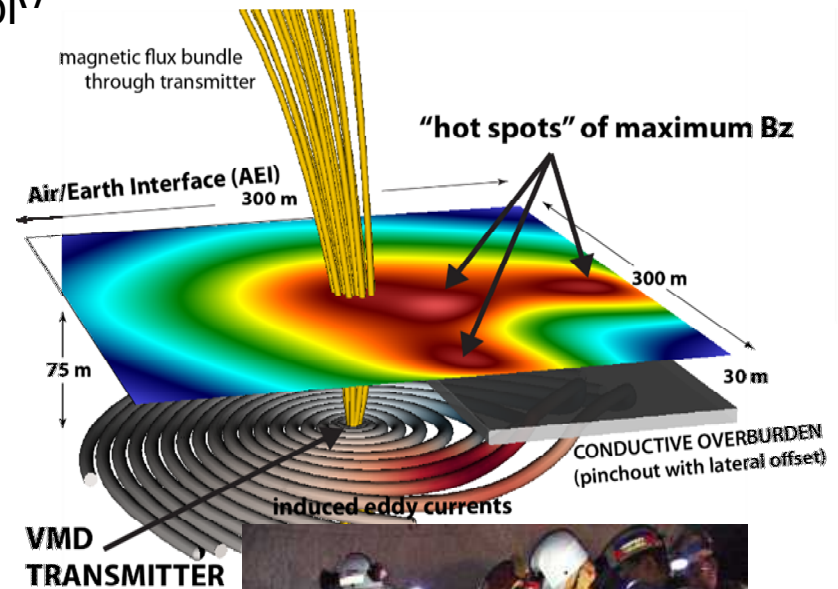 magnetic flux bundle
through transmitter
“hot spots” of maximum Bz
Air/Earth Interface (AEI)
300 m
300 m
75 m
30 m
CONDUCTIVE OVERBURDEN
(pinchout with lateral offset)
induced eddy currents
VMD
TRANSMITTER